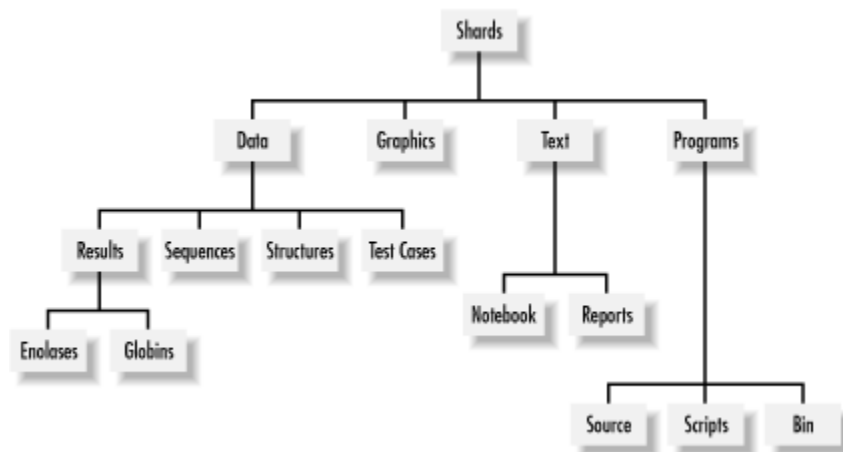 Shards
Data
Graphics
Text
Programs
Results
Sequences
Structures
Test Cases
Notebook
Reports
Enolases
Globins
Source
Scripts
Bin